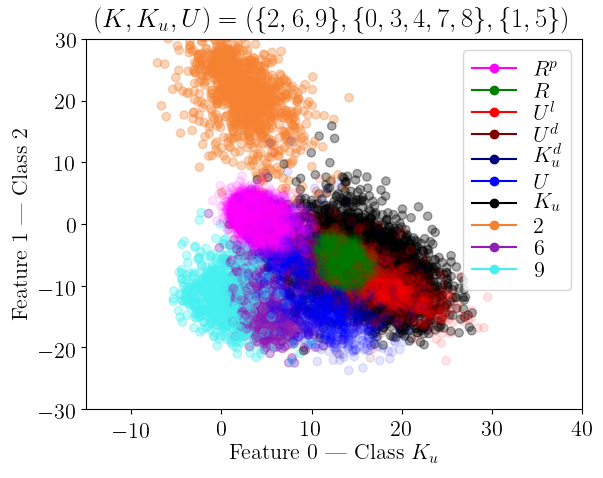 (K, K_u, U) = ({2, 6, 9}, {0, 3, 4, 7, 8}, {1, 5})
30
20
10
0
−10
−20
−30
Feature 1 — Class 2
R^p
R
U^l
U^d
K_u^d
U
K_u
2
6
9
−10
0
10
20
30
40
Feature 0 — Class K_u